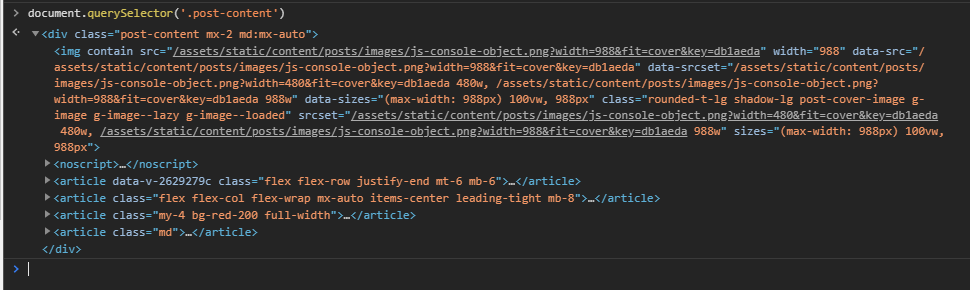 > document.querySelector('.post-content')
<div class="post-content mx-2 md:mx-auto">
<img contain src="/assets/static/content/posts/images/js-console-object.png?width=988&fit=cover&key=db1aeda" width="988" data-src="/
assets/static/content/posts/images/js-console-object.png?width=988&fit=cover&key=db1aeda" data-srcset="/assets/static/content/posts/
images/js-console-object.png?width=480&fit=cover&key=db1aeda 480w, /assets/static/content/posts/images/js-console-object.png?
width=988&fit=cover&key=db1aeda 988w" data-sizes="(max-width: 988px) 100vw, 988px" class="rounded-t-lg shadow-lg post-cover-image g-
image g-image--lazy g-image--loaded" srcset="/assets/static/content/posts/images/js-console-object.png?width=480&fit=cover&key=db1aeda
480w, /assets/static/content/posts/images/js-console-object.png?width=988&fit=cover&key=db1aeda 988w" sizes="(max-width: 988px) 100vw,
988px">
<noscript>…</noscript>
<article data-v-2629279c class="flex flex-row justify-end mt-6 mb-6">…</article>
<article class="flex flex-col flex-wrap mx-auto items-center leading-tight mb-8">…</article>
<article class="my-4 bg-red-200 full-width">…</article>
<article class="md">…</article>
</div>
>